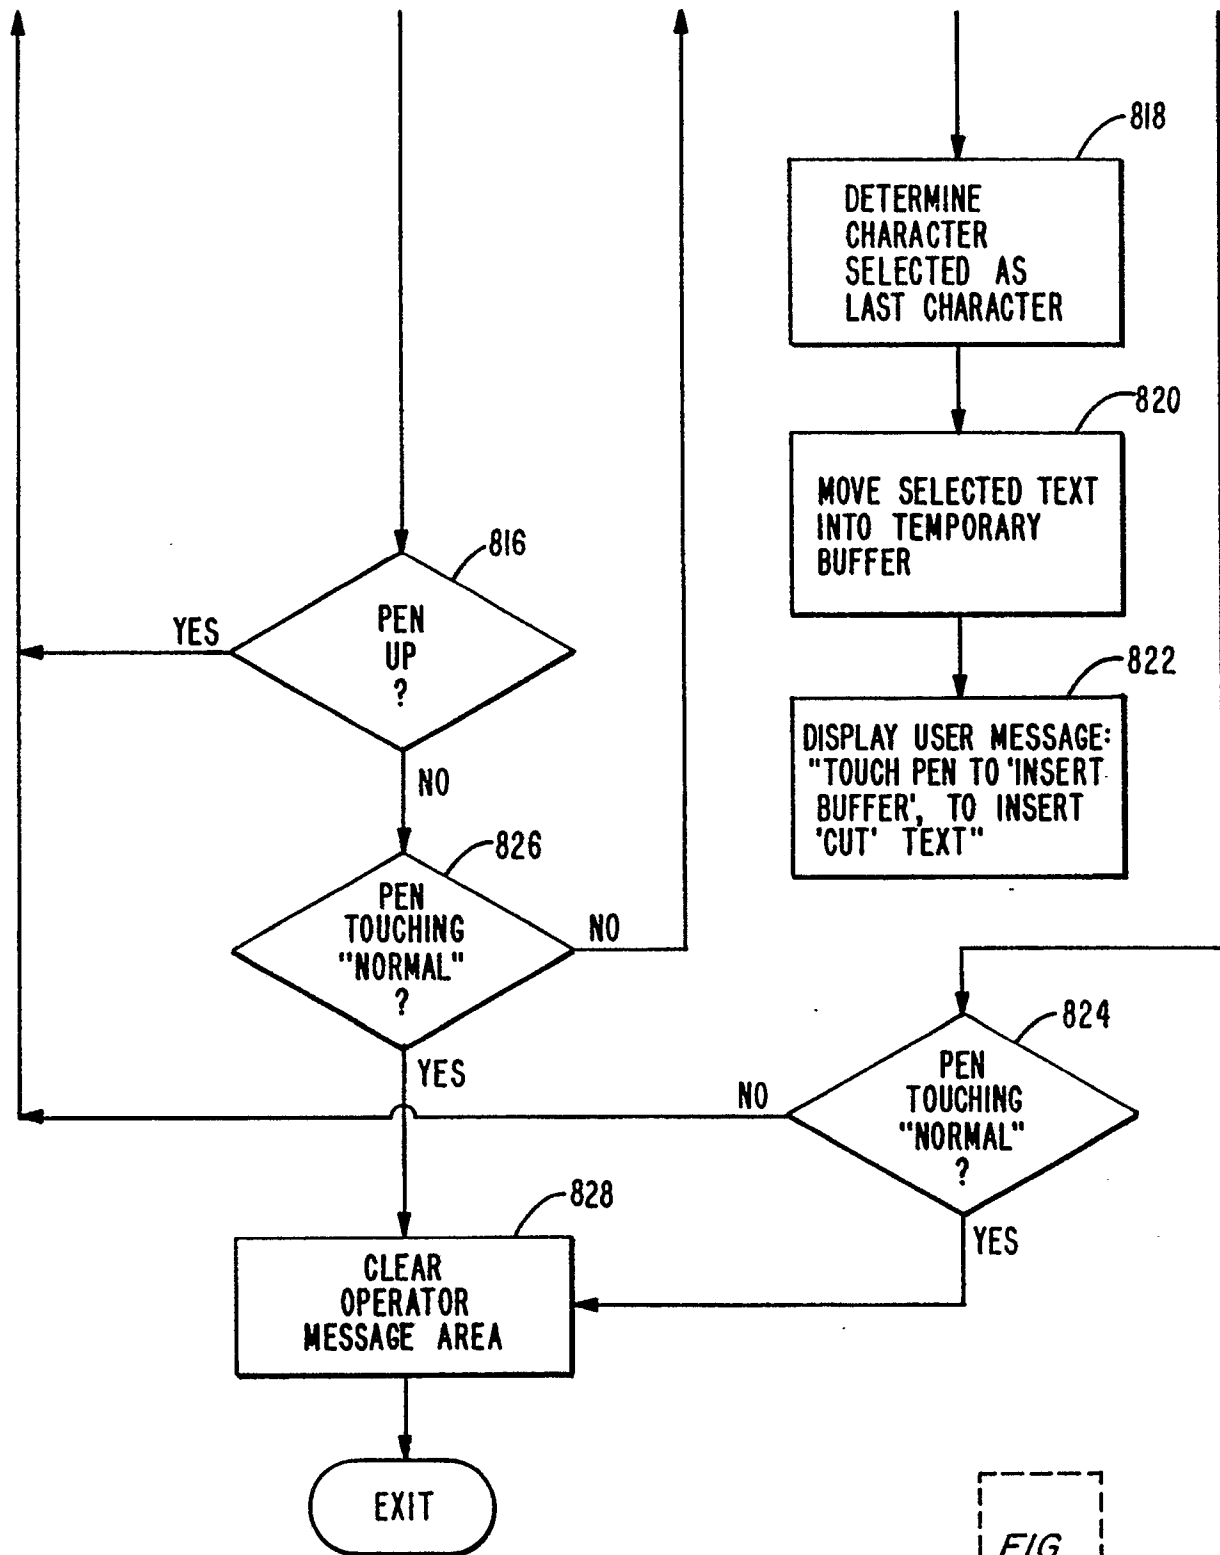 818
DETERMINE
CHARACTER
SELECTED AS
LAST CHARACTER
820
MOVE SELECTED TEXT
INTO TEMPORARY
BUFFER
816
PEN
UP
?
YES
NO
822
DISPLAY USER MESSAGE:
"TOUCH PEN TO 'INSERT
BUFFER', TO INSERT
'CUT' TEXT"
826
PEN
TOUCHING
"NORMAL"
?
NO
YES
824
PEN
TOUCHING
"NORMAL"
?
NO
YES
828
CLEAR
OPERATOR
MESSAGE AREA
EXIT
FIG